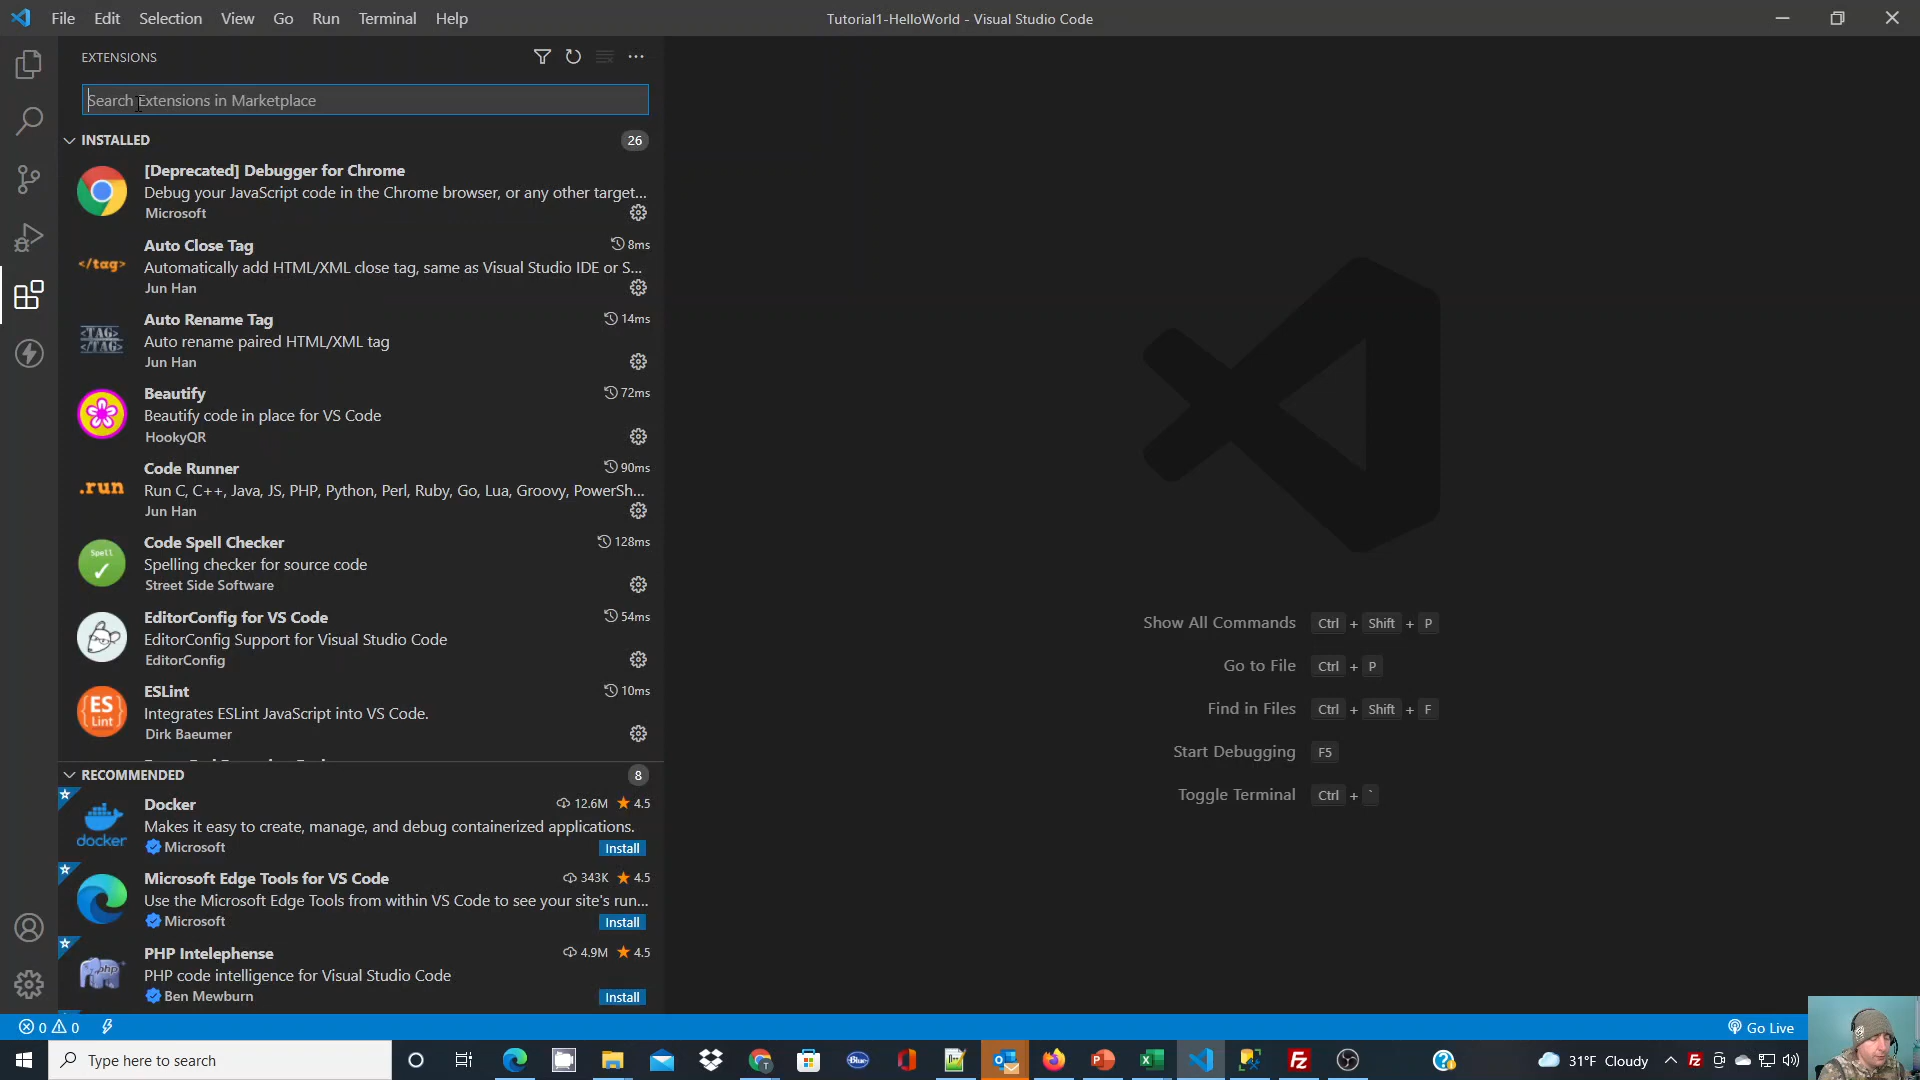 File Edit Selection View Go Run Terminal Help
Tutorial1-HelloWorld - Visual Studio Code
EXTENSIONS
Search Extensions in Marketplace
INSTALLED 26
[Deprecated] Debugger for Chrome
Debug your JavaScript code in the Chrome browser, or any other target...
Microsoft
Auto Close Tag 8ms
</tag>
Automatically add HTML/XML close tag, same as Visual Studio IDE or S...
Jun Han
Auto Rename Tag 14ms
<TAG>
</TAG>
Auto rename paired HTML/XML tag
Jun Han
Beautify 72ms
Beautify code in place for VS Code
HookyQR
Code Runner 90ms
.run
Run C, C++, Java, JS, PHP, Python, Perl, Ruby, Go, Lua, Groovy, PowerSh...
Jun Han
Code Spell Checker 128ms
Spell
Spelling checker for source code
Street Side Software
EditorConfig for VS Code 54ms
EditorConfig Support for Visual Studio Code
EditorConfig
ESLint 10ms
ES
Lint
Integrates ESLint JavaScript into VS Code.
Dirk Baeumer
RECOMMENDED 8
Docker 12.6M 4.5
docker
Makes it easy to create, manage, and debug containerized applications.
Microsoft Install
Microsoft Edge Tools for VS Code 343K 4.5
Use the Microsoft Edge Tools from within VS Code to see your site's run...
Microsoft Install
PHP Intelephense 4.9M 4.5
php
PHP code intelligence for Visual Studio Code
Ben Mewburn Install
Show All Commands Ctrl + Shift + P
Go to File Ctrl + P
Find in Files Ctrl + Shift + F
Start Debugging F5
Toggle Terminal Ctrl + `
0 0
Go Live
Type here to search
31°F Cloudy